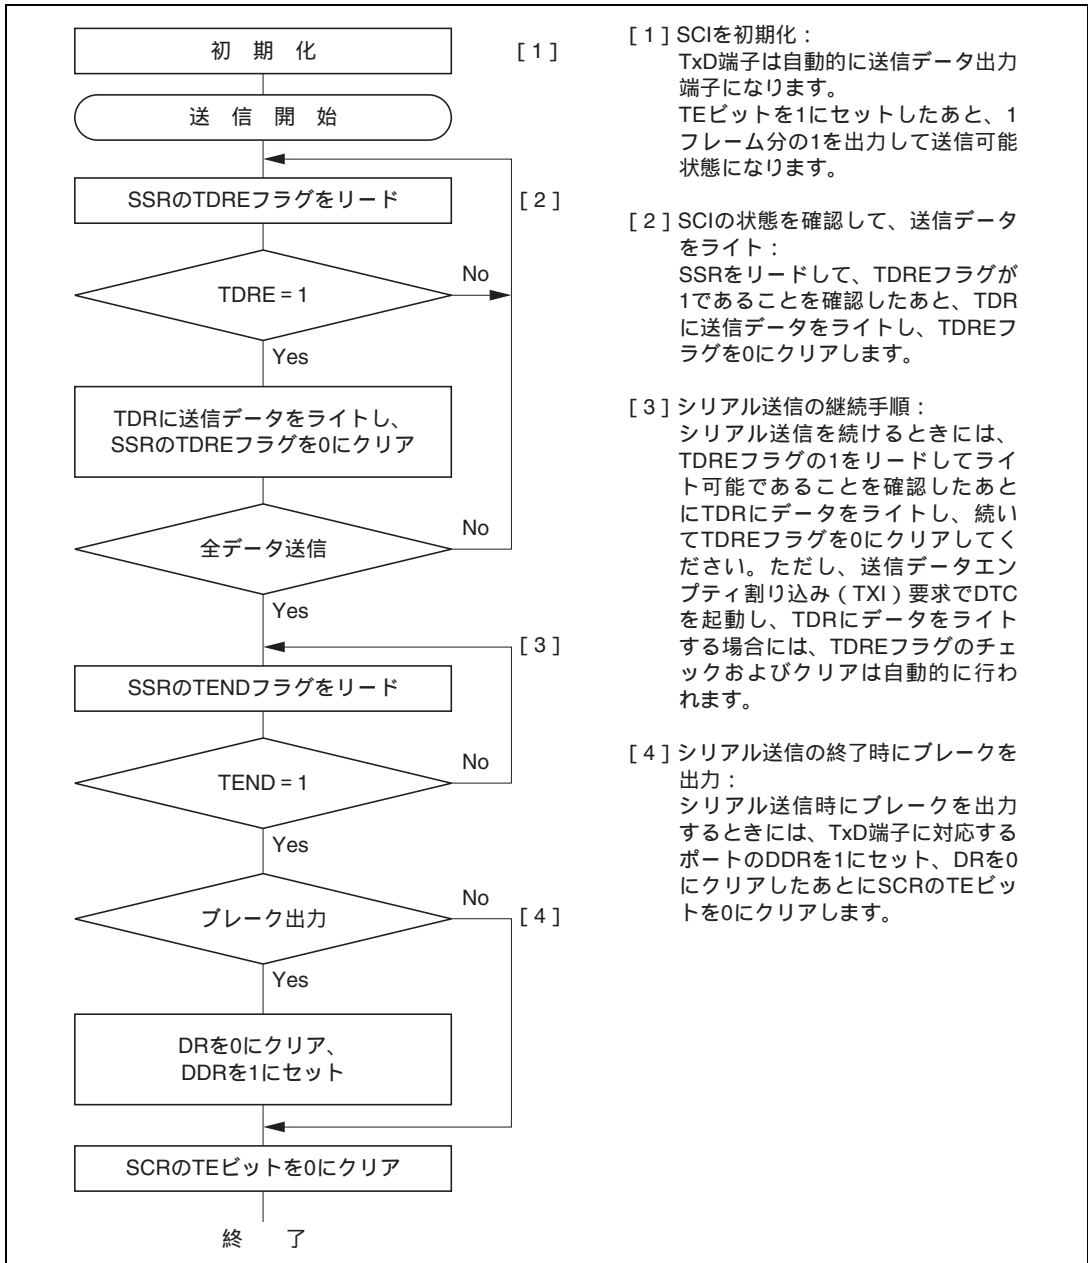 初 期 化
[ 1 ]
送 信 開 始
SSRのTDREフラグをリード
[ 2 ]
TDRE = 1
No
Yes
TDRに送信データをライトし、
SSRのTDREフラグを0にクリア
全データ送信
No
Yes
[ 3 ]
SSRのTENDフラグをリード
TEND = 1
No
Yes
ブレーク出力
No
[ 4 ]
Yes
DRを0にクリア、
DDRを1にセット
SCRのTEビットを0にクリア
終 了
[ 1 ] SCIを初期化：
TxD端子は自動的に送信データ出力
端子になります。
TEビットを1にセットしたあと、1
フレーム分の1を出力して送信可能
状態になります。
[ 2 ] SCIの状態を確認して、送信データ
をライト：
SSRをリードして、TDREフラグが
1であることを確認したあと、TDR
に送信データをライトし、TDREフ
ラグを0にクリアします。
[ 3 ] シリアル送信の継続手順：
シリアル送信を続けるときには、
TDREフラグの1をリードしてライ
ト可能であることを確認したあと
にTDRにデータをライトし、続い
てTDREフラグを0にクリアしてく
ださい。ただし、送信データエン
プティ割り込み（TXI）要求でDTC
を起動し、TDRにデータをライト
する場合には、TDREフラグのチェ
ックおよびクリアは自動的に行わ
れます。
[ 4 ] シリアル送信の終了時にブレークを
出力：
シリアル送信時にブレークを出力
するときには、TxD端子に対応する
ポートのDDRを1にセット、DRを0
にクリアしたあとにSCRのTEビッ
トを0にクリアします。